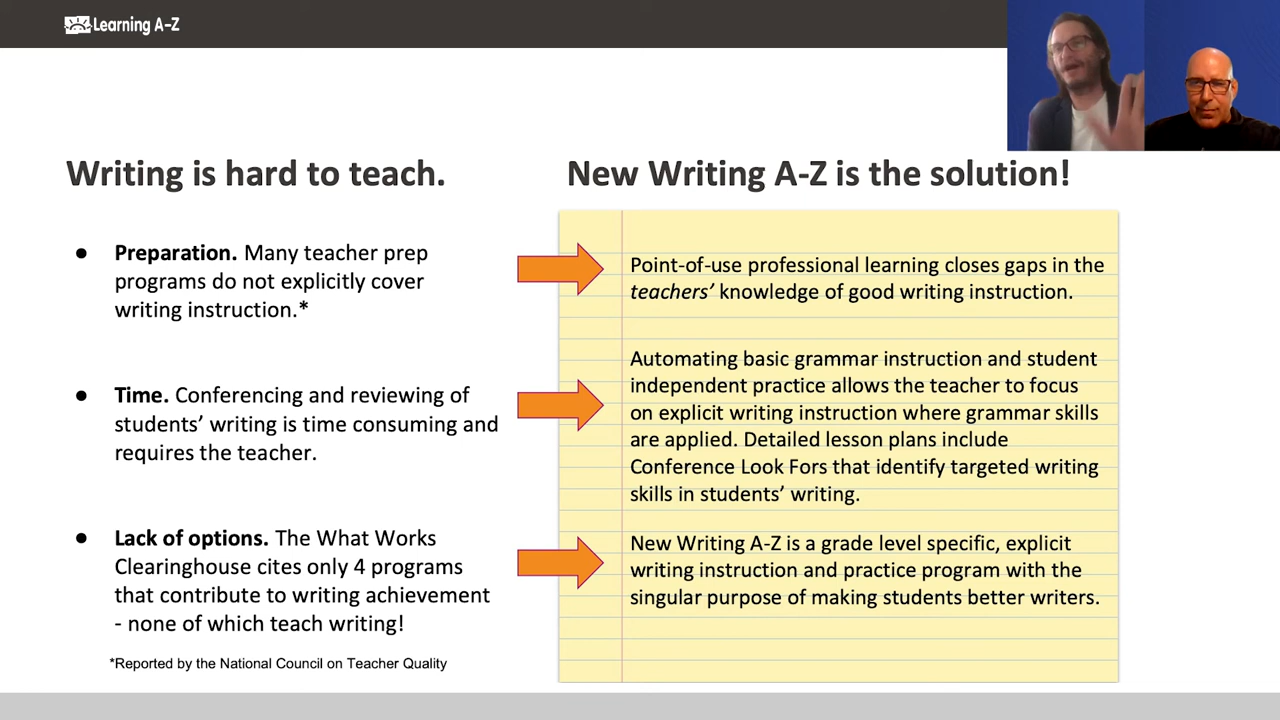 Learning A-Z
Writing is hard to teach.
● Preparation. Many teacher prep
programs do not explicitly cover
writing instruction.*
● Time. Conferencing and reviewing of
students’ writing is time consuming and
requires the teacher.
● Lack of options. The What Works
Clearinghouse cites only 4 programs
that contribute to writing achievement
- none of which teach writing!
*Reported by the National Council on Teacher Quality
New Writing A-Z is the solution!
Point-of-use professional learning closes gaps in the
teachers’ knowledge of good writing instruction.
Automating basic grammar instruction and student
independent practice allows the teacher to focus
on explicit writing instruction where grammar skills
are applied. Detailed lesson plans include
Conference Look Fors that identify targeted writing
skills in students’ writing.
New Writing A-Z is a grade level specific, explicit
writing instruction and practice program with the
singular purpose of making students better writers.